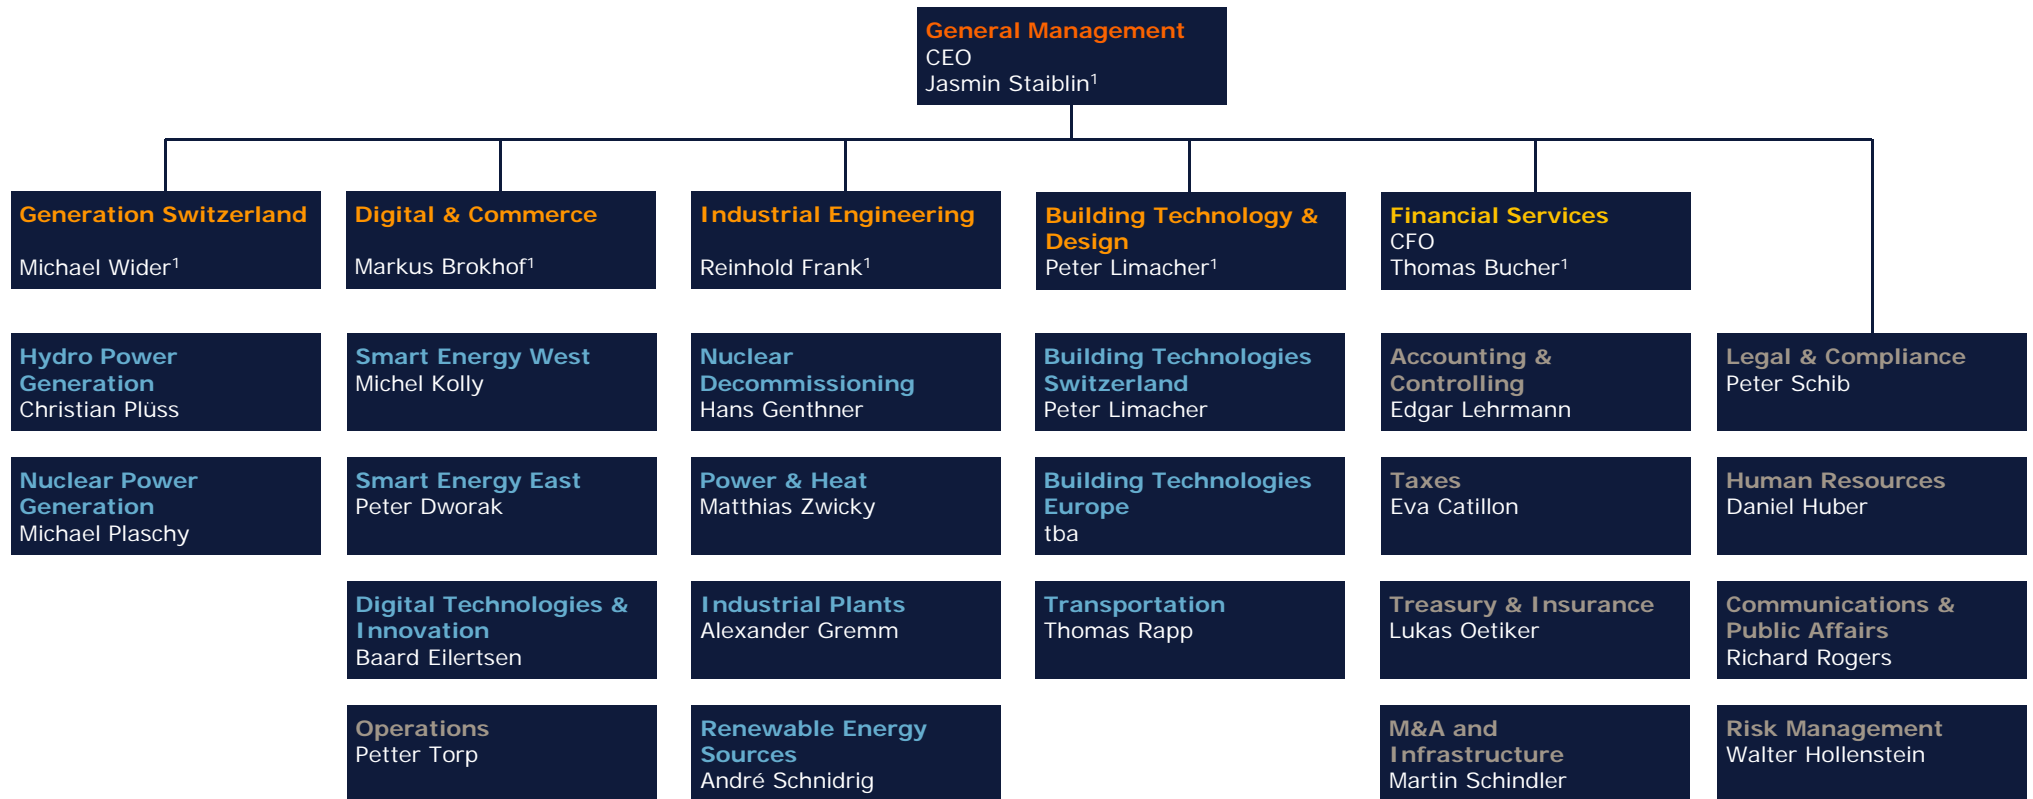 General Management
CEO
Jasmin Staiblin¹
Generation Switzerland
Michael Wider¹
Digital & Commerce
Markus Brokhof¹
Industrial Engineering
Reinhold Frank¹
Building Technology &
Design
Peter Limacher¹
Financial Services
CFO
Thomas Bucher¹
Hydro Power
Generation
Christian Plüss
Smart Energy West
Michel Kolly
Nuclear
Decommissioning
Hans Genthner
Building Technologies
Switzerland
Peter Limacher
Accounting &
Controlling
Edgar Lehrmann
Legal & Compliance
Peter Schib
Nuclear Power
Generation
Michael Plaschy
Smart Energy East
Peter Dworak
Power & Heat
Matthias Zwicky
Building Technologies
Europe
tba
Taxes
Eva Catillon
Human Resources
Daniel Huber
Digital Technologies &
Innovation
Baard Eilertsen
Industrial Plants
Alexander Gremm
Transportation
Thomas Rapp
Treasury & Insurance
Lukas Oetiker
Communications &
Public Affairs
Richard Rogers
Operations
Petter Torp
Renewable Energy
Sources
André Schnidrig
M&A and
Infrastructure
Martin Schindler
Risk Management
Walter Hollenstein